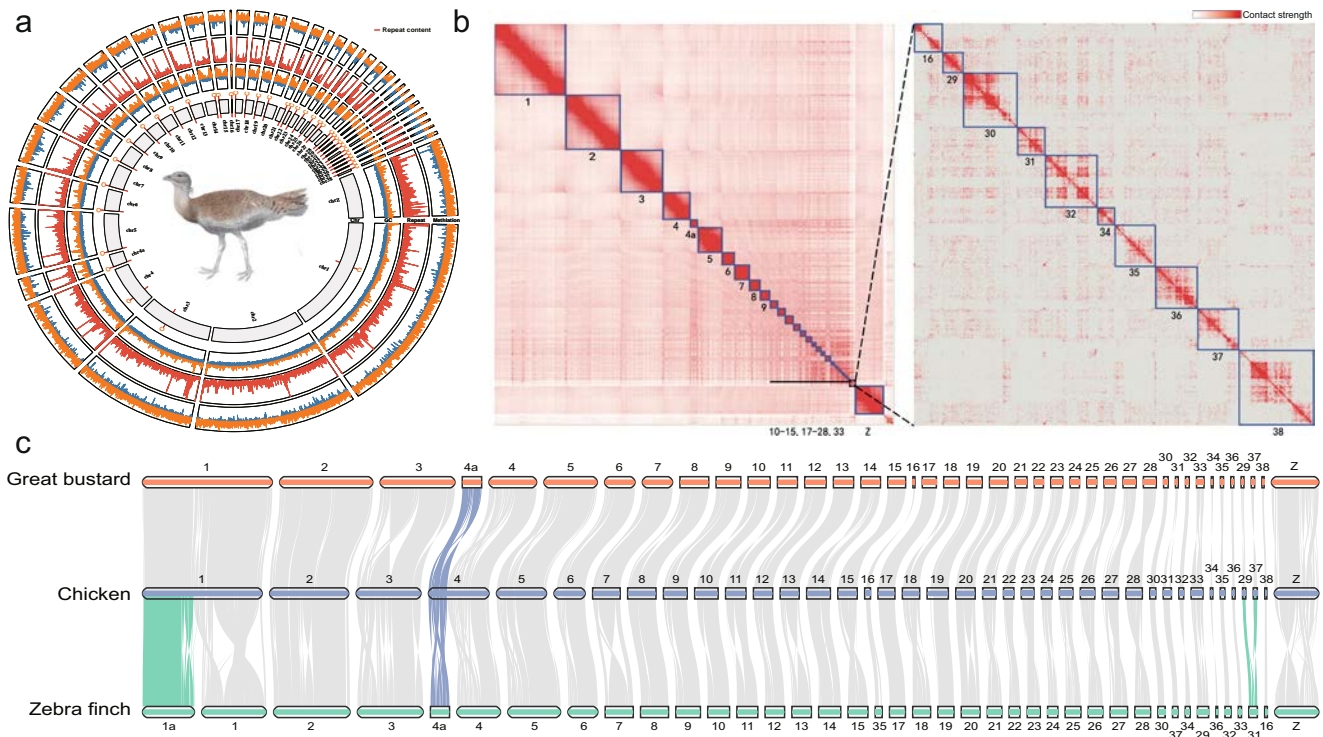 a
Repeat content
chr1
chr2
chr3
chr4
chr4a
chr5
chr6
chr7
chr8
chr9
chr10
chr11
chr12
chr13
chrZ
Chr
GC
Repeat
Methlation
b
Contact strength
1
2
3
4
4a
5
6
7
8
9
10-15. 17-28. 33
Z
16
29
30
31
32
34
35
36
37
38
c
Great bustard
1 2 3 4a 4 5 6 7 8 9 10 11 12 13 14 15 16 17 18 19 20 21 22 23 24 25 26 27 28 30 31 32 33 34 35 36 29 37 38 Z
Chicken
1 2 3 4 5 6 7 8 9 10 11 12 13 14 15 16 17 18 19 20 21 22 23 24 25 26 27 28 30 31 32 33 34 35 36 29 37 38 Z
Zebra finch
1a 1 2 3 4a 4 5 6 7 8 9 10 11 12 13 14 15 35 17 18 19 20 21 22 23 24 25 26 27 28 30 37 34 29 36 32 33 31 16 Z